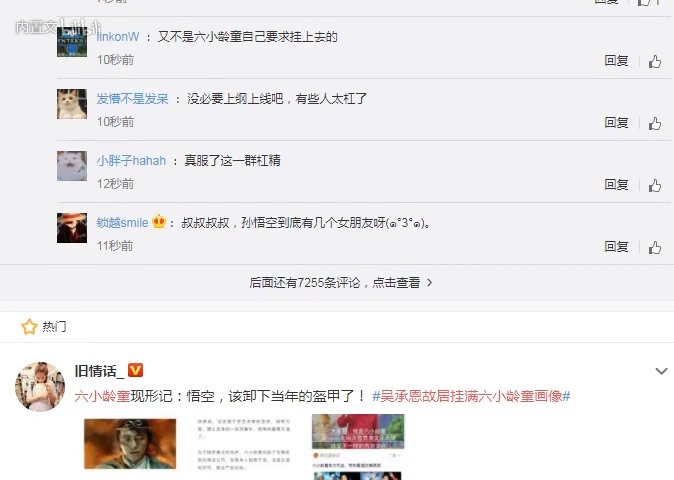 回复
linkonW ：又不是六小龄童自己要求挂上去的
10秒前
回复
发懵不是发呆 ：没必要上纲上线吧，有些人太杠了
10秒前
回复
小胖子hahah ：真服了这一群杠精
12秒前
回复
锁越smile ：叔叔叔叔，孙悟空到底有几个女朋友呀(๑°3°๑)。
11秒前
回复
后面还有7255条评论，点击查看 >
热门
旧情话_ V
六小龄童现形记：悟空，该卸下当年的盔甲了！ #吴承恩故居挂满六小龄童画像#